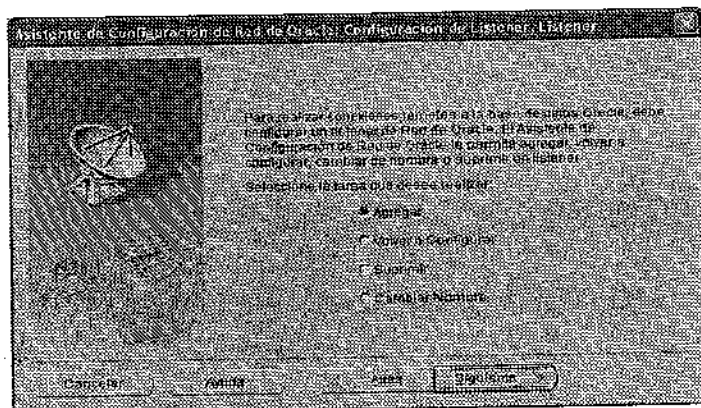 Asistente de Configuración de Red de Oracle: Configuración de Listener, Listener
Para realizar conexiones remotas a la base de datos Oracle, debe
configurar un listener de Red de Oracle. El Asistente de
Configuración de Red de Oracle le permite agregar, volver a
configurar, cambiar de nombre o suprimir un listener.
Seleccione la tarea que desea realizar:
Agregar
Volver a Configurar
Suprimir
Cambiar Nombre
Cancelar
Ayuda
Atrás
Siguiente